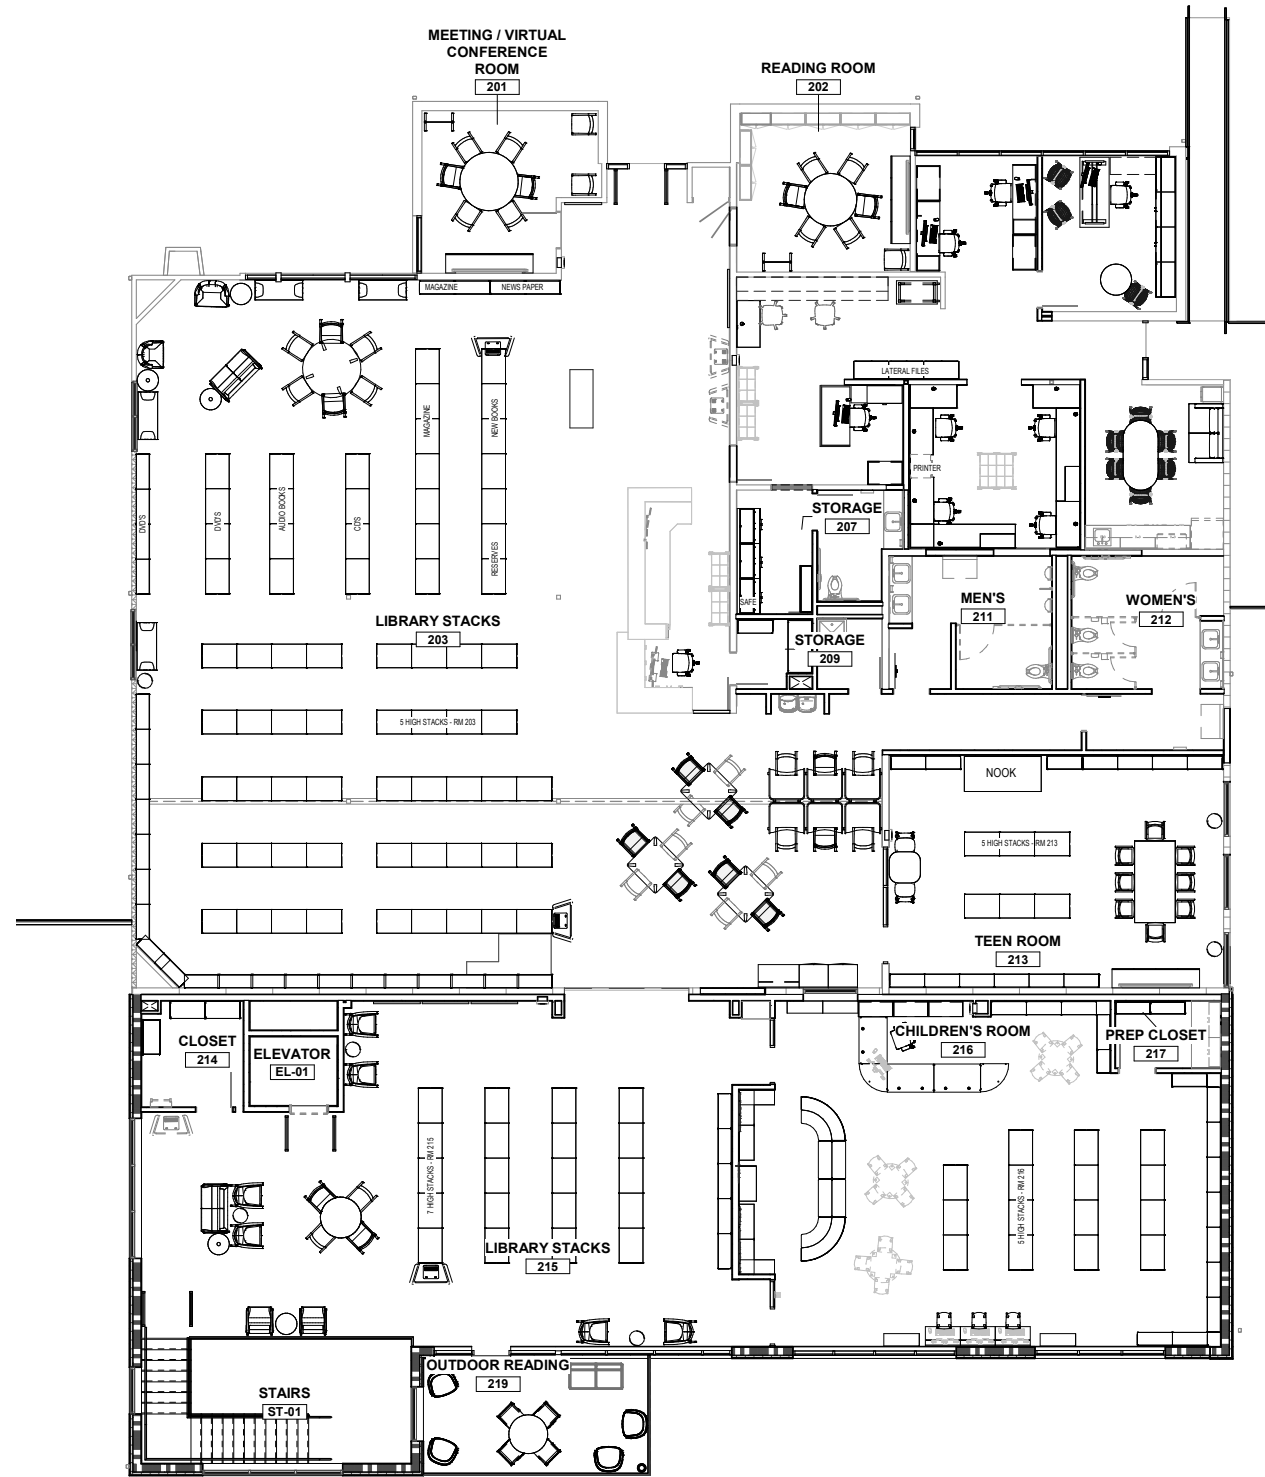 MEETING / VIRTUAL
CONFERENCE
ROOM
201
READING ROOM
202
MAGAZINE
NEWS PAPER
LATERAL FILES
MAGAZINE
NEW BOOKS
PRINTER
DVD'S
DVD'S
AUDIO BOOKS
CD'S
RESERVES
STORAGE
207
SAFE
MEN'S
211
WOMEN'S
212
LIBRARY STACKS
203
STORAGE
209
5 HIGH STACKS - RM 203
NOOK
5 HIGH STACKS - RM 213
TEEN ROOM
213
CLOSET
214
ELEVATOR
EL-01
CHILDREN'S ROOM
216
PREP CLOSET
217
7 HIGH STACKS - RM 215
5 HIGH STACKS - RM 216
LIBRARY STACKS
215
OUTDOOR READING
219
STAIRS
ST-01